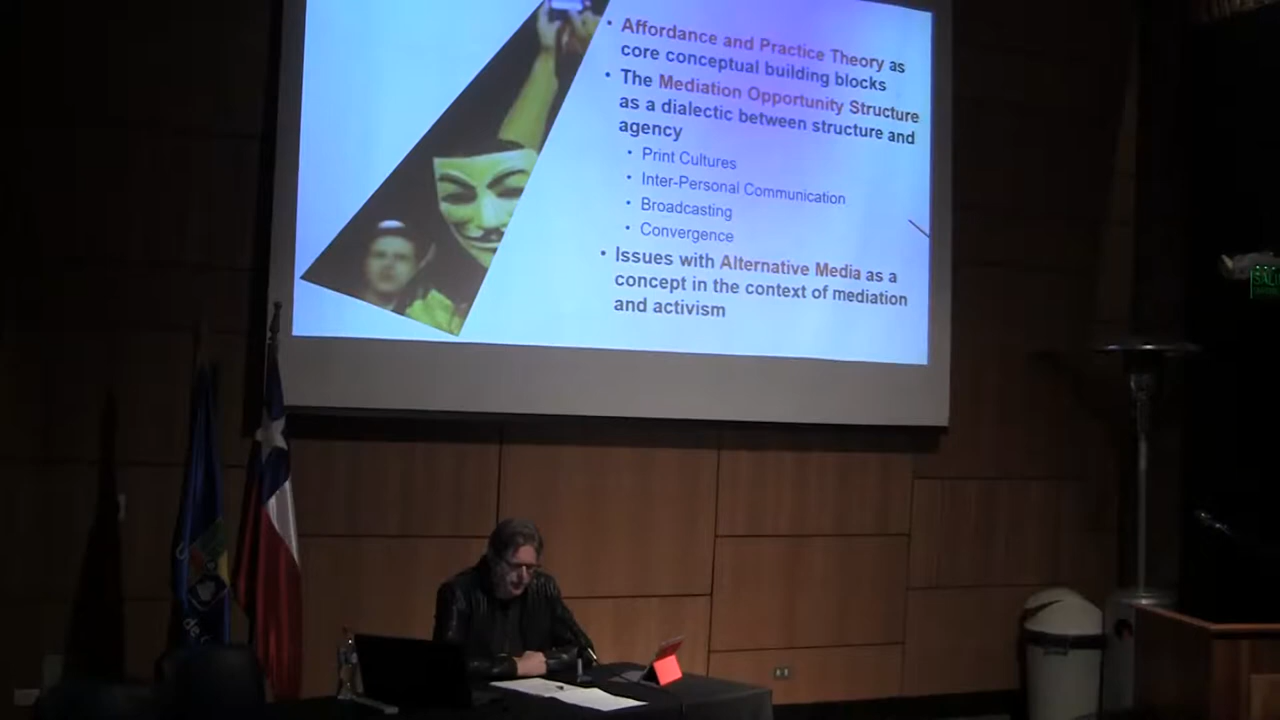 • Affordance and Practice Theory as
core conceptual building blocks
• The Mediation Opportunity Structure
as a dialectic between structure and
agency
• Print Cultures
• Inter-Personal Communication
• Broadcasting
• Convergence
• Issues with Alternative Media as a
concept in the context of mediation
and activism
de